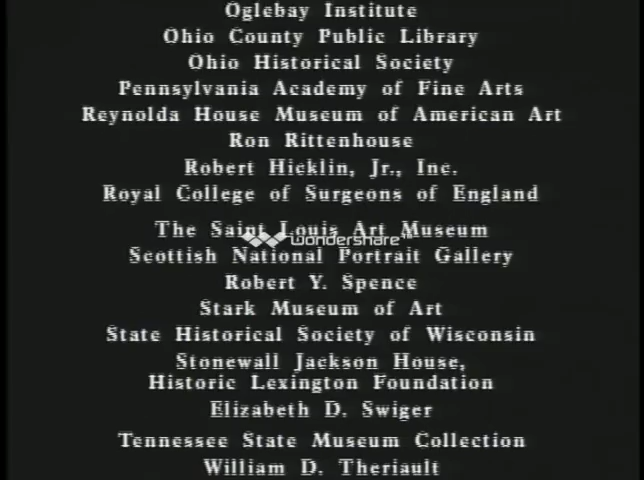 Oglebay Institute
Ohio County Public Library
Ohio Historical Society
Pennsylvania Academy of Fine Arts
Reynolda House Museum of American Art
Ron Rittenhouse
Robert Hicklin, Jr., Inc.
Royal College of Surgeons of England
The Saint Louis Art Museum
wondershare™
Scottish National Portrait Gallery
Robert Y. Spence
Stark Museum of Art
State Historical Society of Wisconsin
Stonewall Jackson House,
Historic Lexington Foundation
Elizabeth D. Swiger
Tennessee State Museum Collection
William D. Theriault